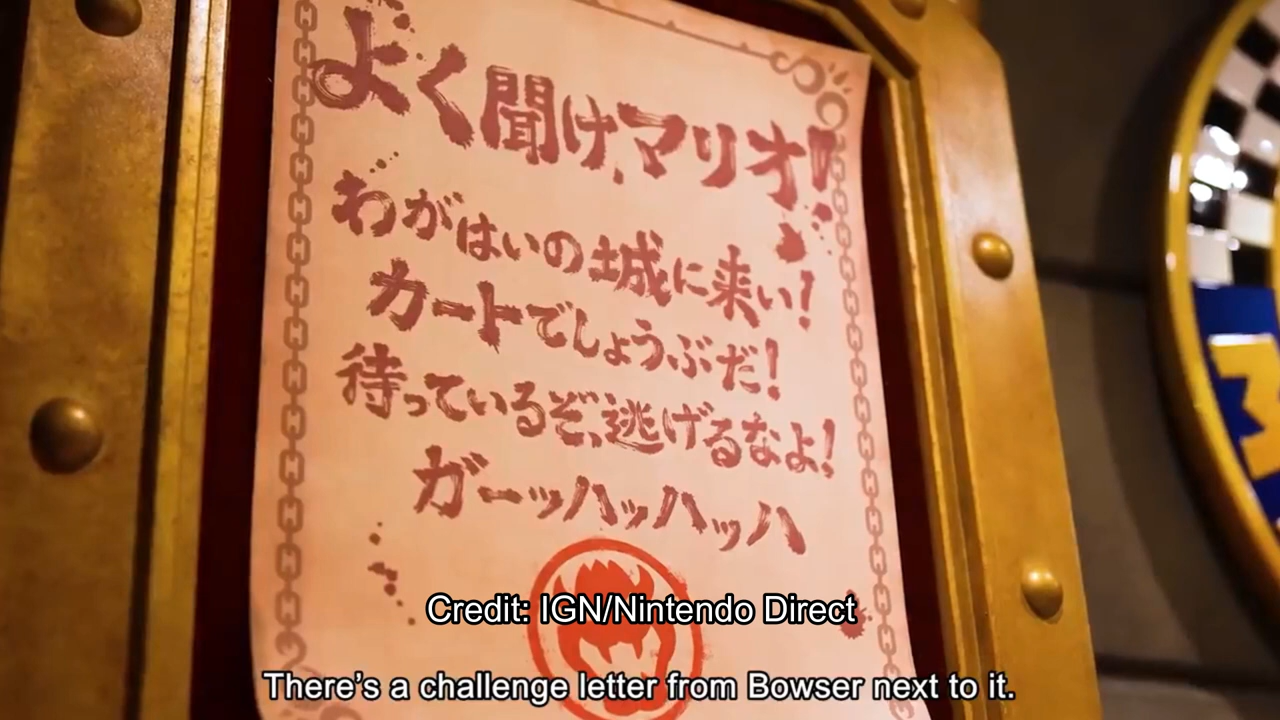 よく聞け、マリオ!
わがはいの城に来い!
カートでしょうぶだ!
待っているぞ、逃げるなよ!
ガーッハッハッハ
Credit: IGN/Nintendo Direct
There's a challenge letter from Bowser next to it.